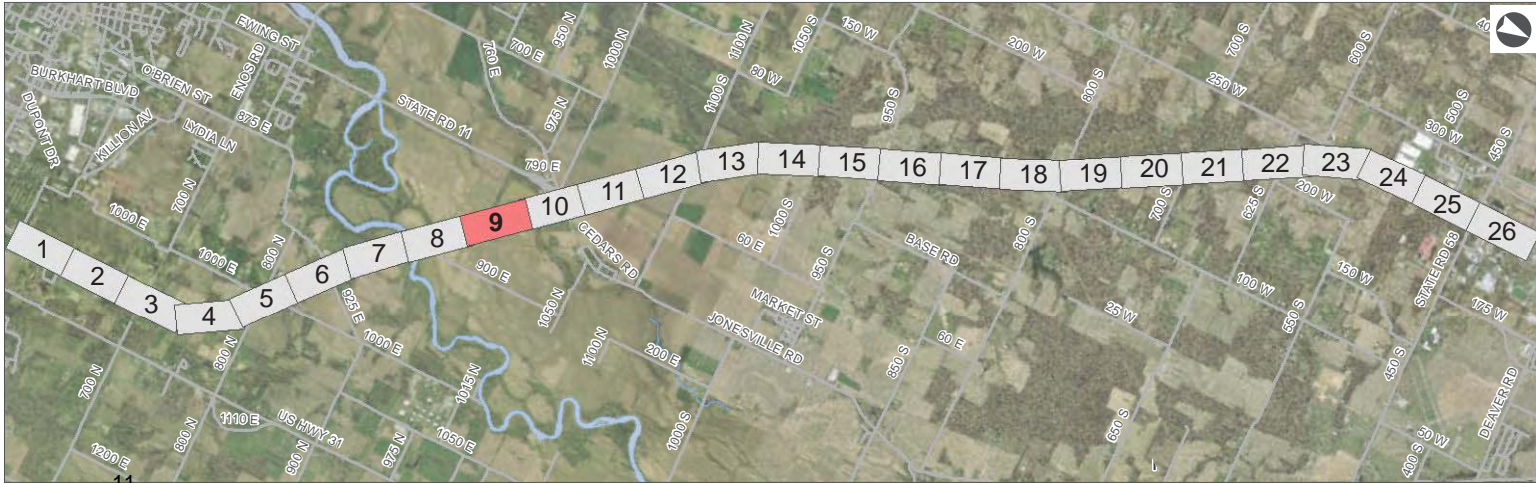 EWING ST
ENOS RD
BURKHART BLVD
O'BRIEN ST
DUPONT DR
KILLION AV
LYDIA LN
875 E
700 N
1000 E
1000 E
800 N
760 E
700 E
950 N
1000 N
975 N
STATE RD 11
790 E
1100 N
1050 S
150 W
80 W
1100 S
950 S
200 W
800 S
700 S
250 W
600 S
500 S
300 W
450 S
1
2
3
4
5
6
7
8
9
10
11
12
13
14
15
16
17
18
19
20
21
22
23
24
25
26
925 E
1000 E
900 E
1050 N
CEDARS RD
60 E
1000 S
950 S
BASE RD
800 S
700 S
625 S
200 W
150 W
100 W
STATE RD 58
175 W
MARKET ST
JONESVILLE RD
1100 N
200 E
60 E
850 S
25 W
550 S
450 S
DEAVER RD
700 N
800 N
800 N
1110 E
US HWY 31
1015 N
1050 E
975 N
900 N
1200 E
11
1000 S
650 S
50 W
400 S